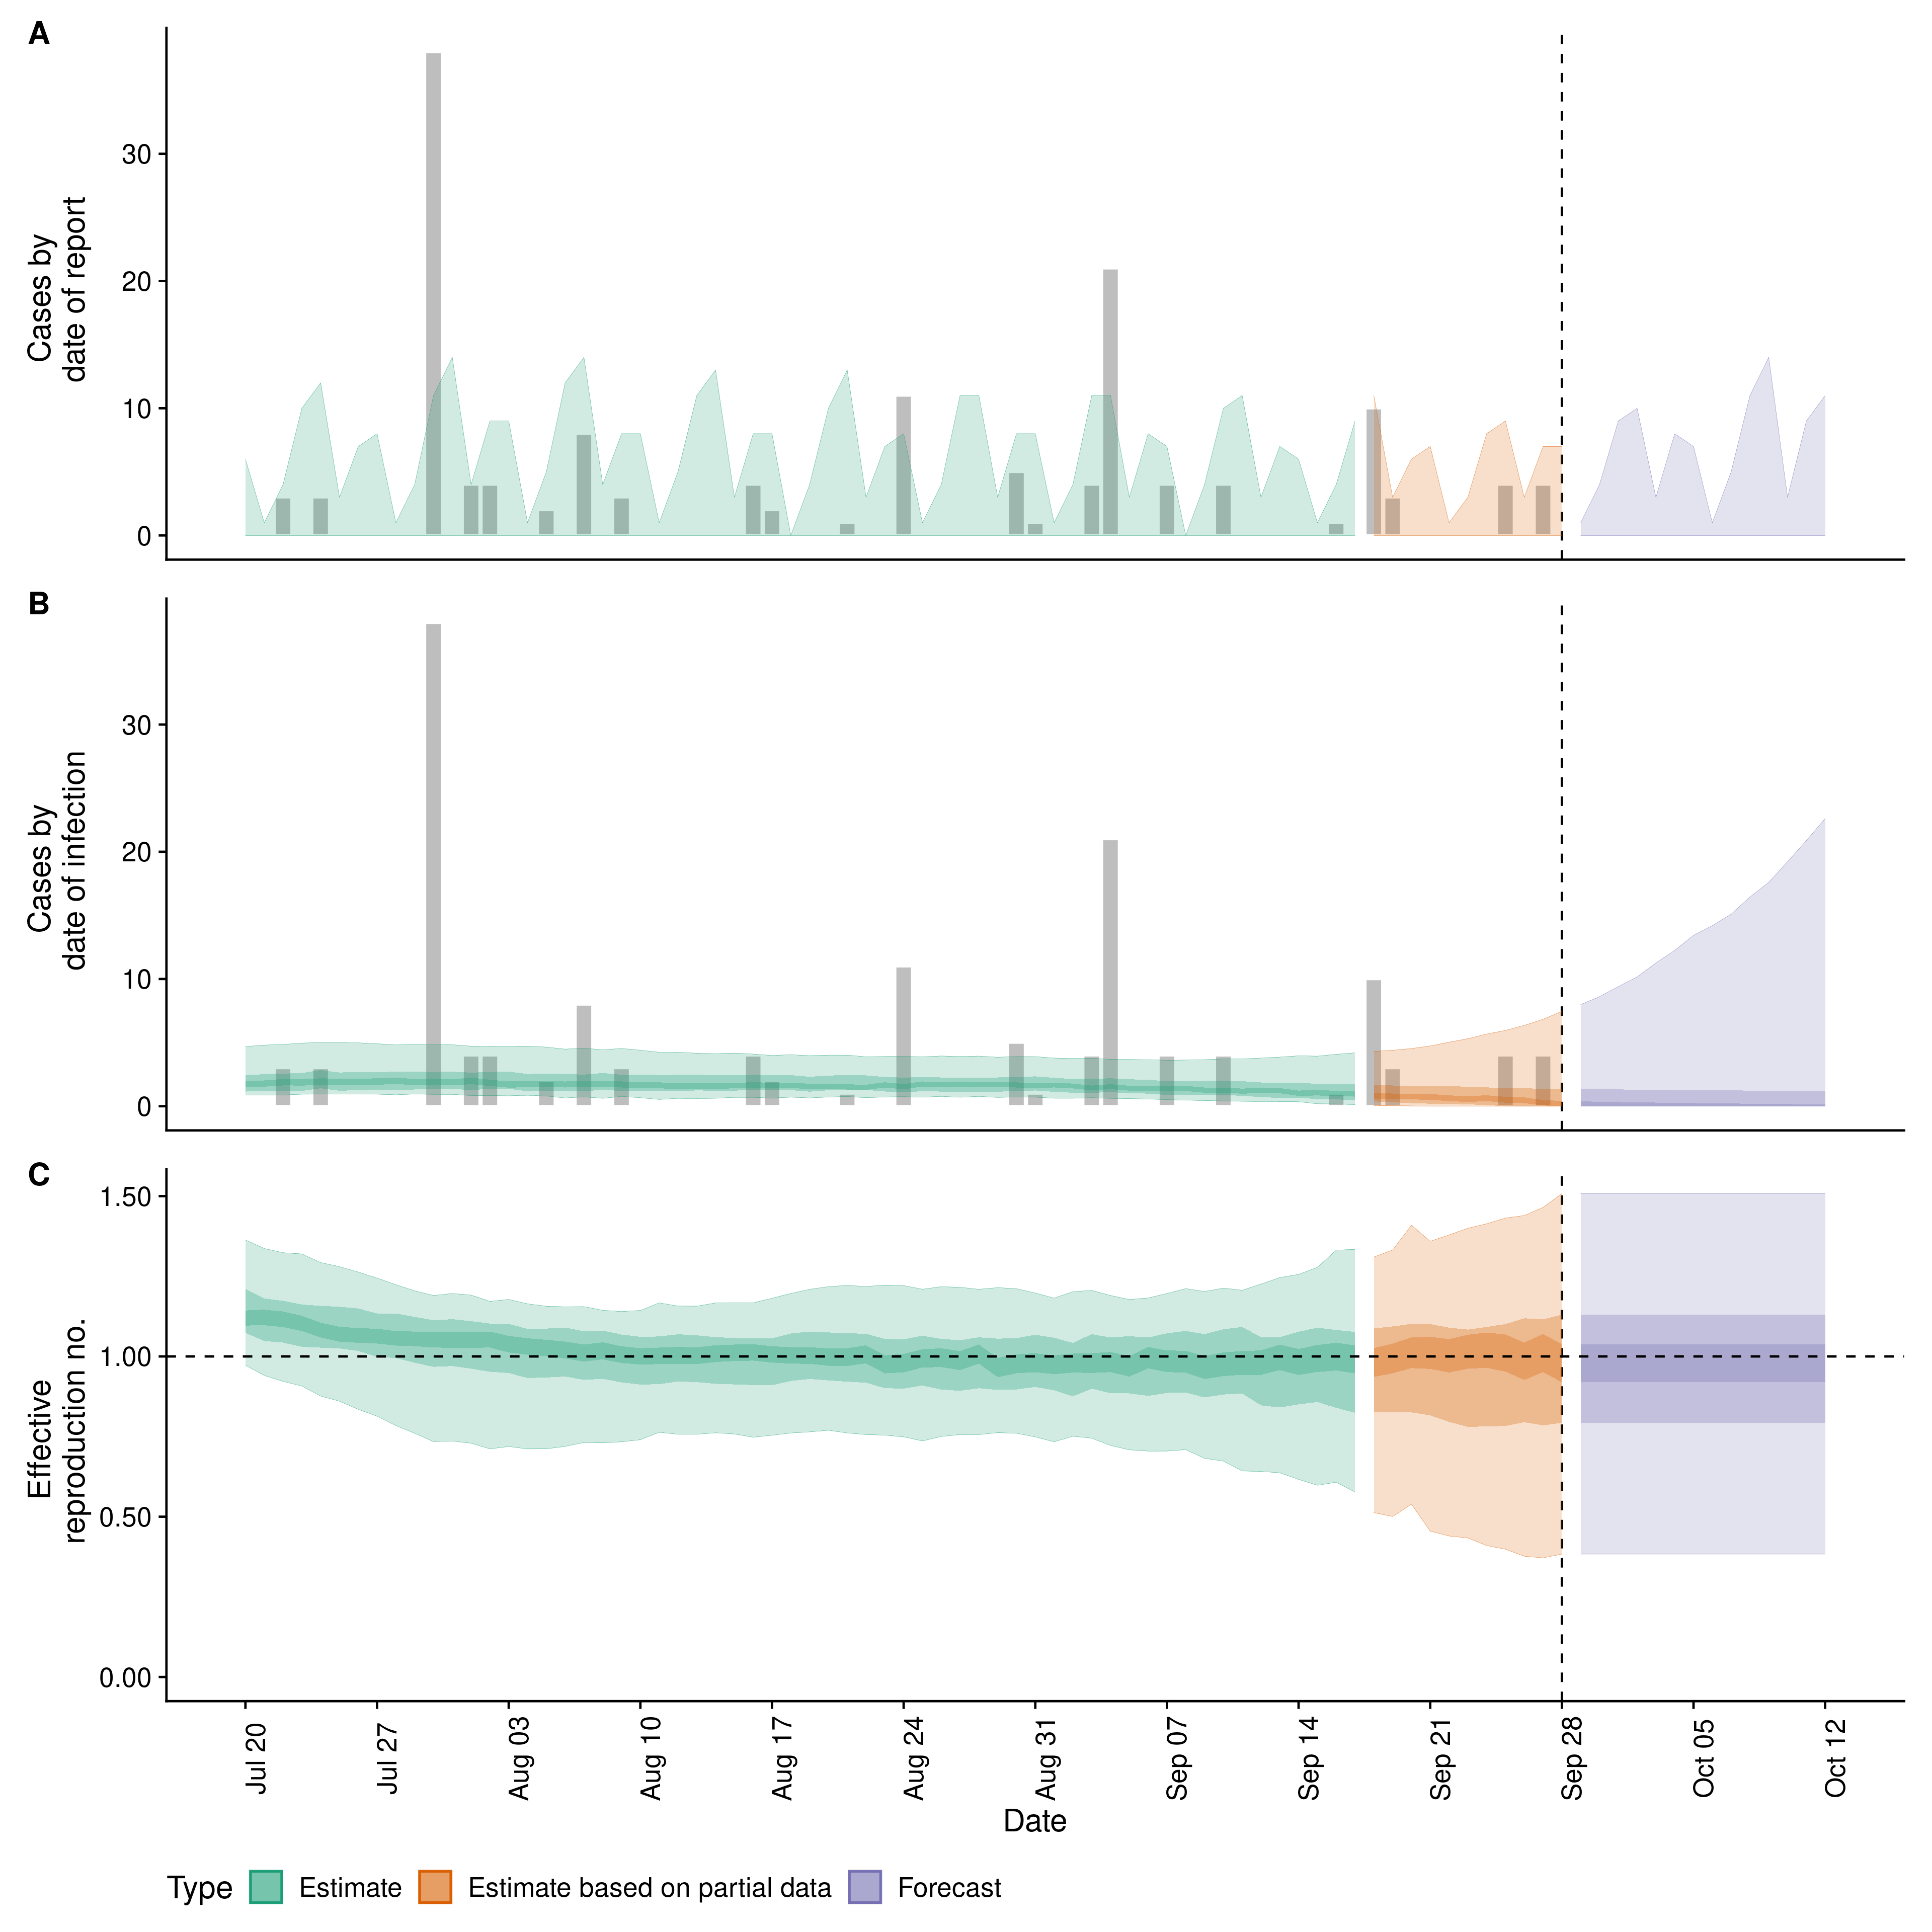 A
Cases by
date of report
30
20
10
0
B
Cases by
date of infection
30
20
10
0
C
Effective
reproduction no.
1.50
1.00
0.50
0.00
Jul 20
Jul 27
Aug 03
Aug 10
Aug 17
Aug 24
Aug 31
Sep 07
Sep 14
Sep 21
Sep 28
Oct 05
Oct 12
Date
Type Estimate Estimate based on partial data Forecast